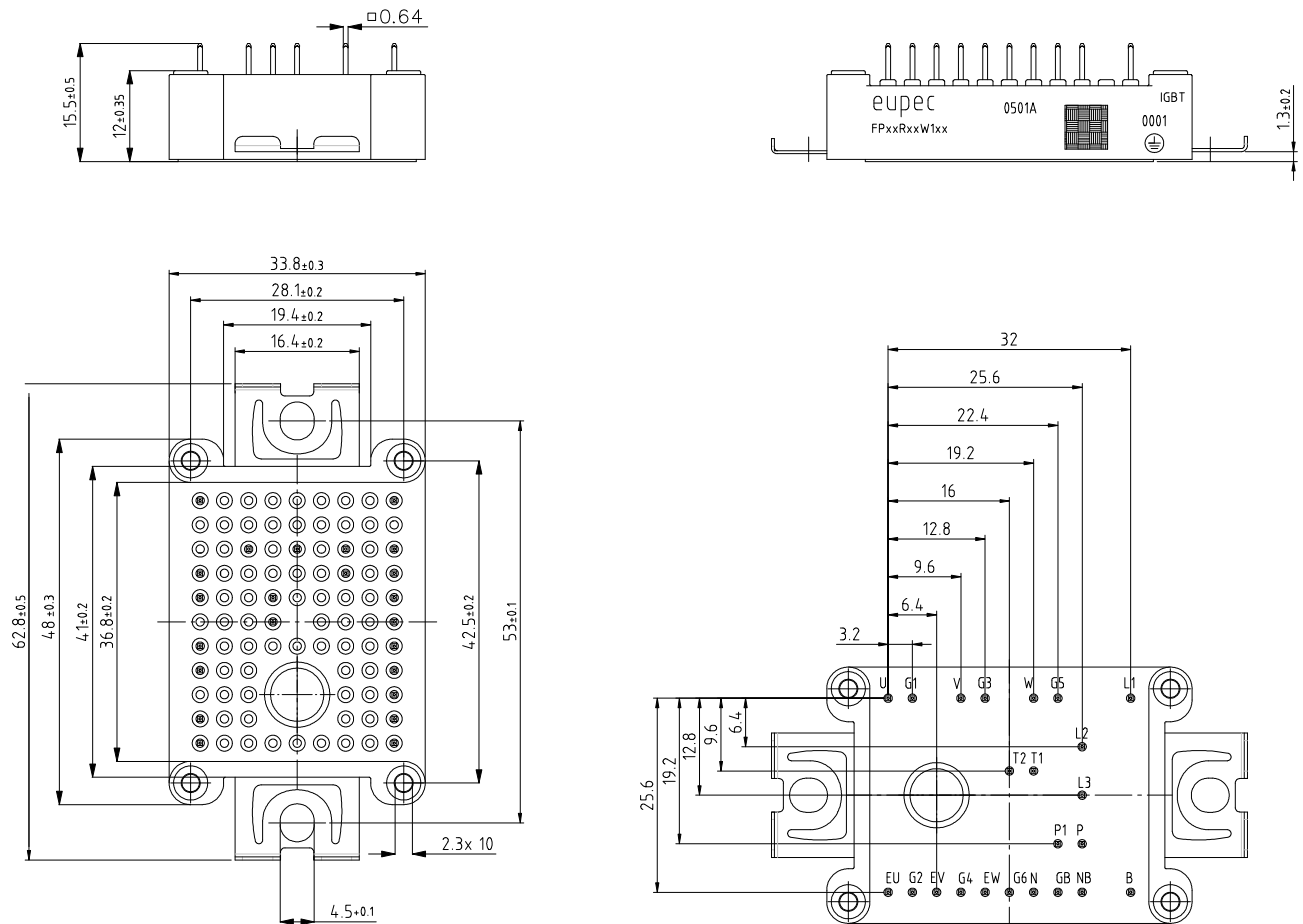 □0.64
15.5±0.5
12±0.35
eupec
0501A
IGBT
FPxxRxxW1xx
0001
1.3±0.2
33.8±0.3
28.1±0.2
19.4±0.2
16.4±0.2
62.8±0.5
48±0.3
41±0.2
36.8±0.2
42.5±0.2
53±0.1
2.3x 10
4.5+0.1
32
25.6
22.4
19.2
16
12.8
9.6
6.4
3.2
U G1 V G3 W G5 L1
L2
T2 T1
L3
P1 P
EU G2 EV G4 EW G6 N GB NB B
25.6
19.2
12.8
9.6
6.4